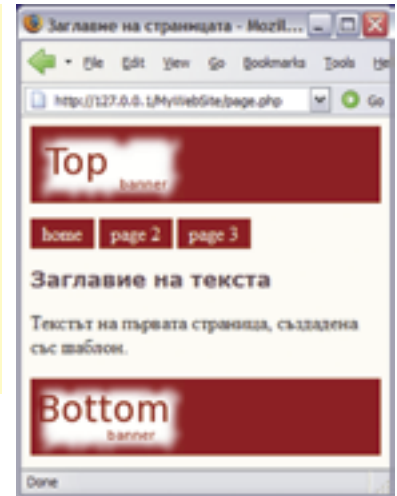 Заглавие на страницата - Mozil...
File Edit View Go Bookmarks Tools He
http://127.0.0.1/MyWebSite/page.php Go
Top
banner
home page 2 page 3
Заглавие на текста
Текстът на първата страница, създадена
със шаблон.
Bottom
banner
Done